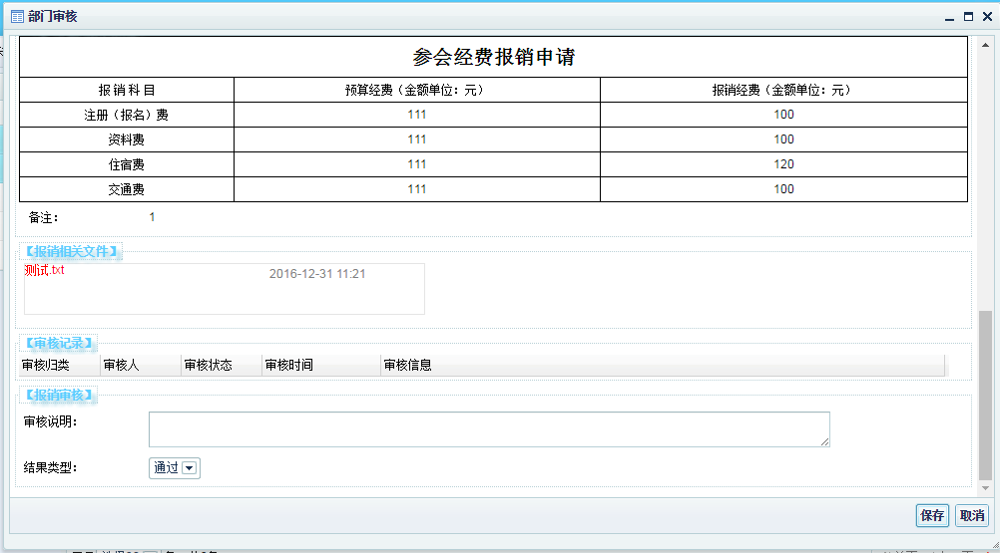 部门审核
参会经费报销申请
报 销 科 目 预算经费（金额单位：元） 报销经费（金额单位：元）
注册（报名）费 111 100
资料费 111 100
住宿费 111 120
交通费 111 100
备注： 1
【报销相关文件】
测试.txt 2016-12-31 11:21
【审核记录】
审核归类 审核人 审核状态 审核时间 审核信息
【报销审核】
审核说明：
结果类型： 通过
保存 取消